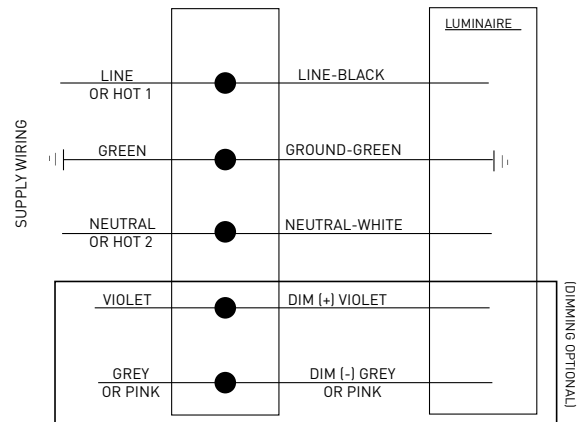 LUMINAIRE
SUPPLY WIRING
LINE
OR HOT 1
LINE-BLACK
GREEN
GROUND-GREEN
NEUTRAL
OR HOT 2
NEUTRAL-WHITE
VIOLET
DIM (+) VIOLET
GREY
OR PINK
DIM (-) GREY
OR PINK
(DIMMING OPTIONAL)